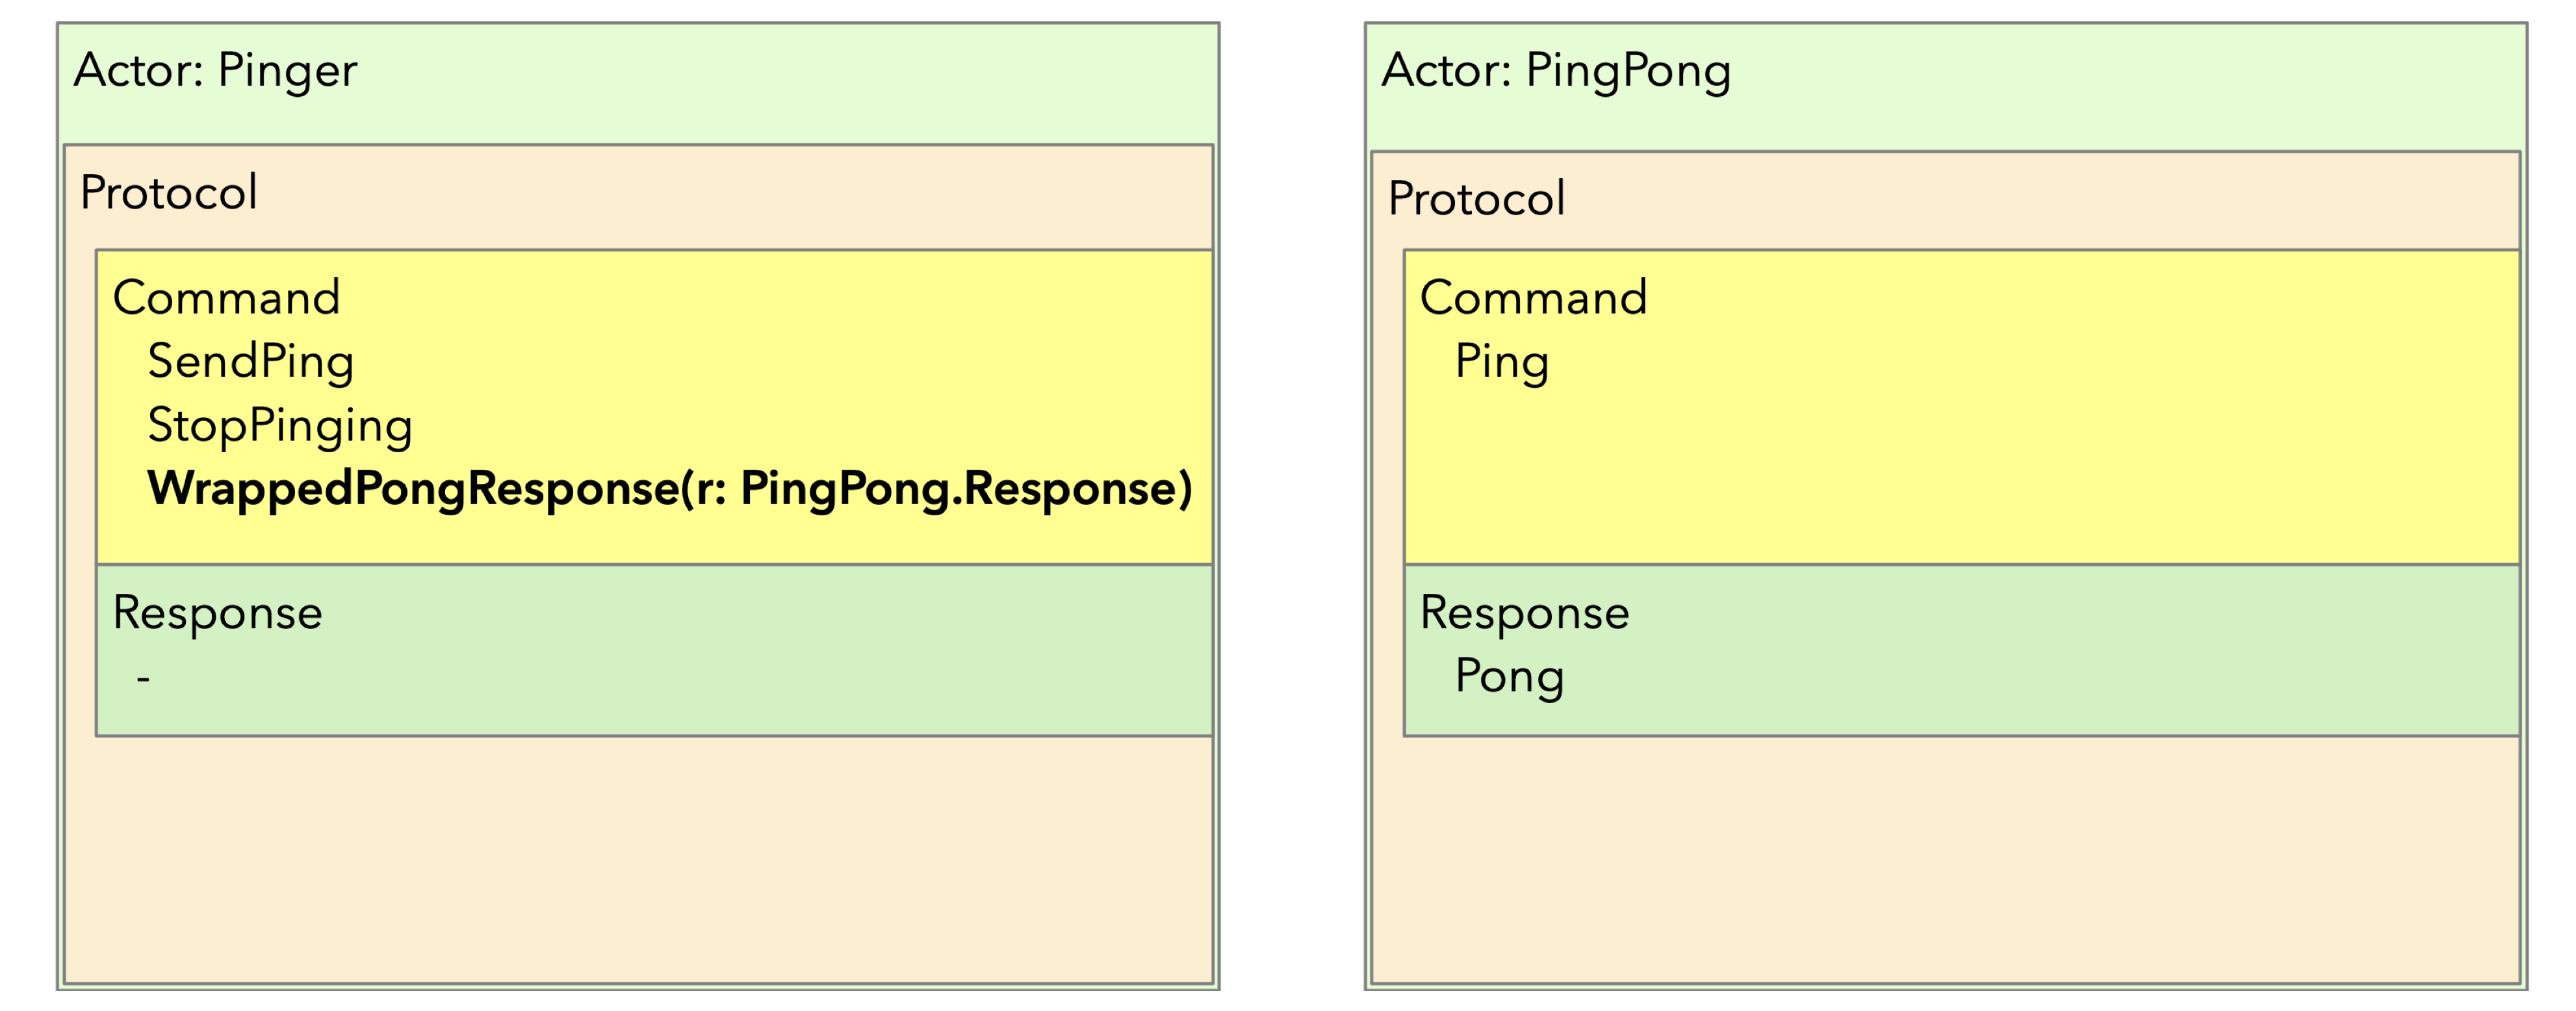 Actor: Pinger
Protocol
Command
SendPing
StopPinging
WrappedPongResponse(r: PingPong.Response)
Response
-
Actor: PingPong
Protocol
Command
Ping
Response
Pong